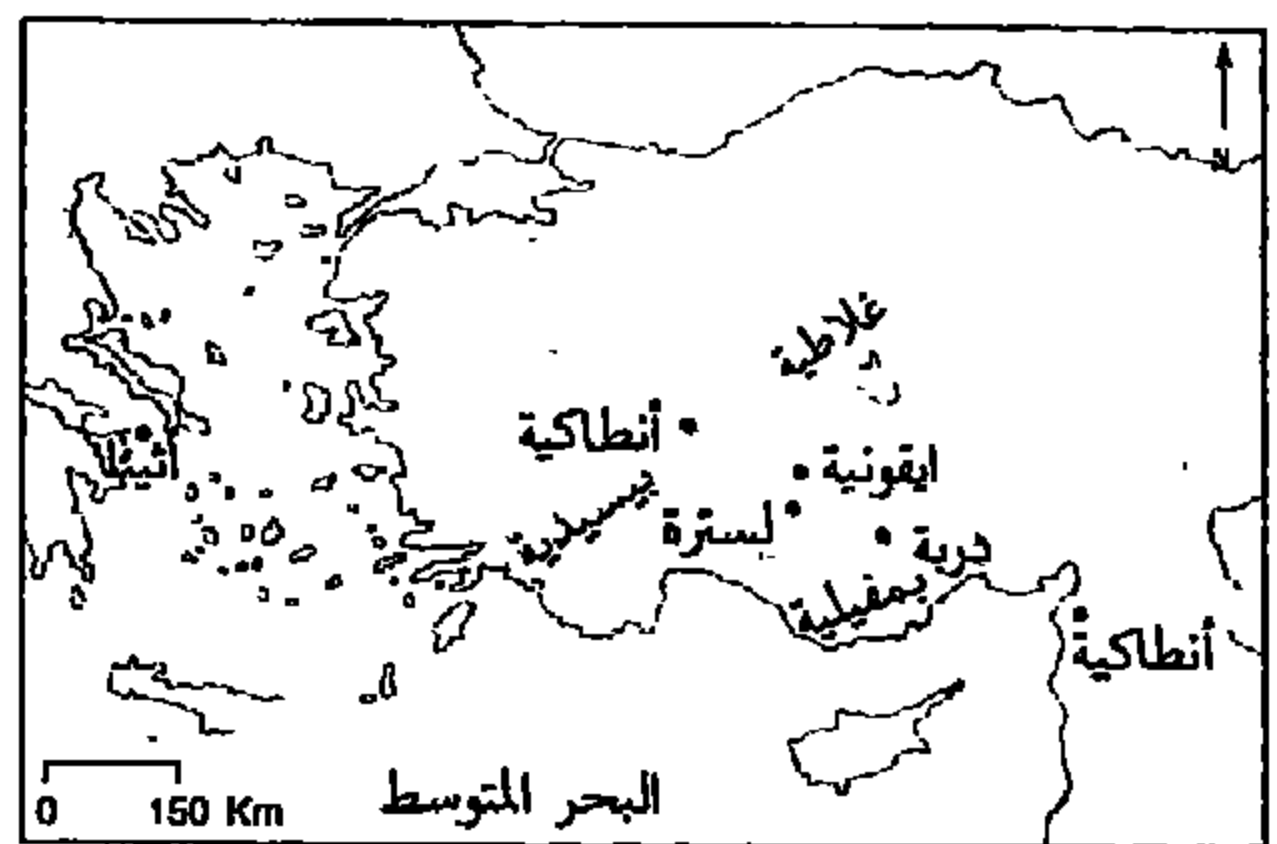 N
غلاطية
أنطاكية
ايقونية
بيسيدية
لسترة
دربة
بمفيلية
أثينا
أنطاكية
البحر المتوسط
0 150 Km